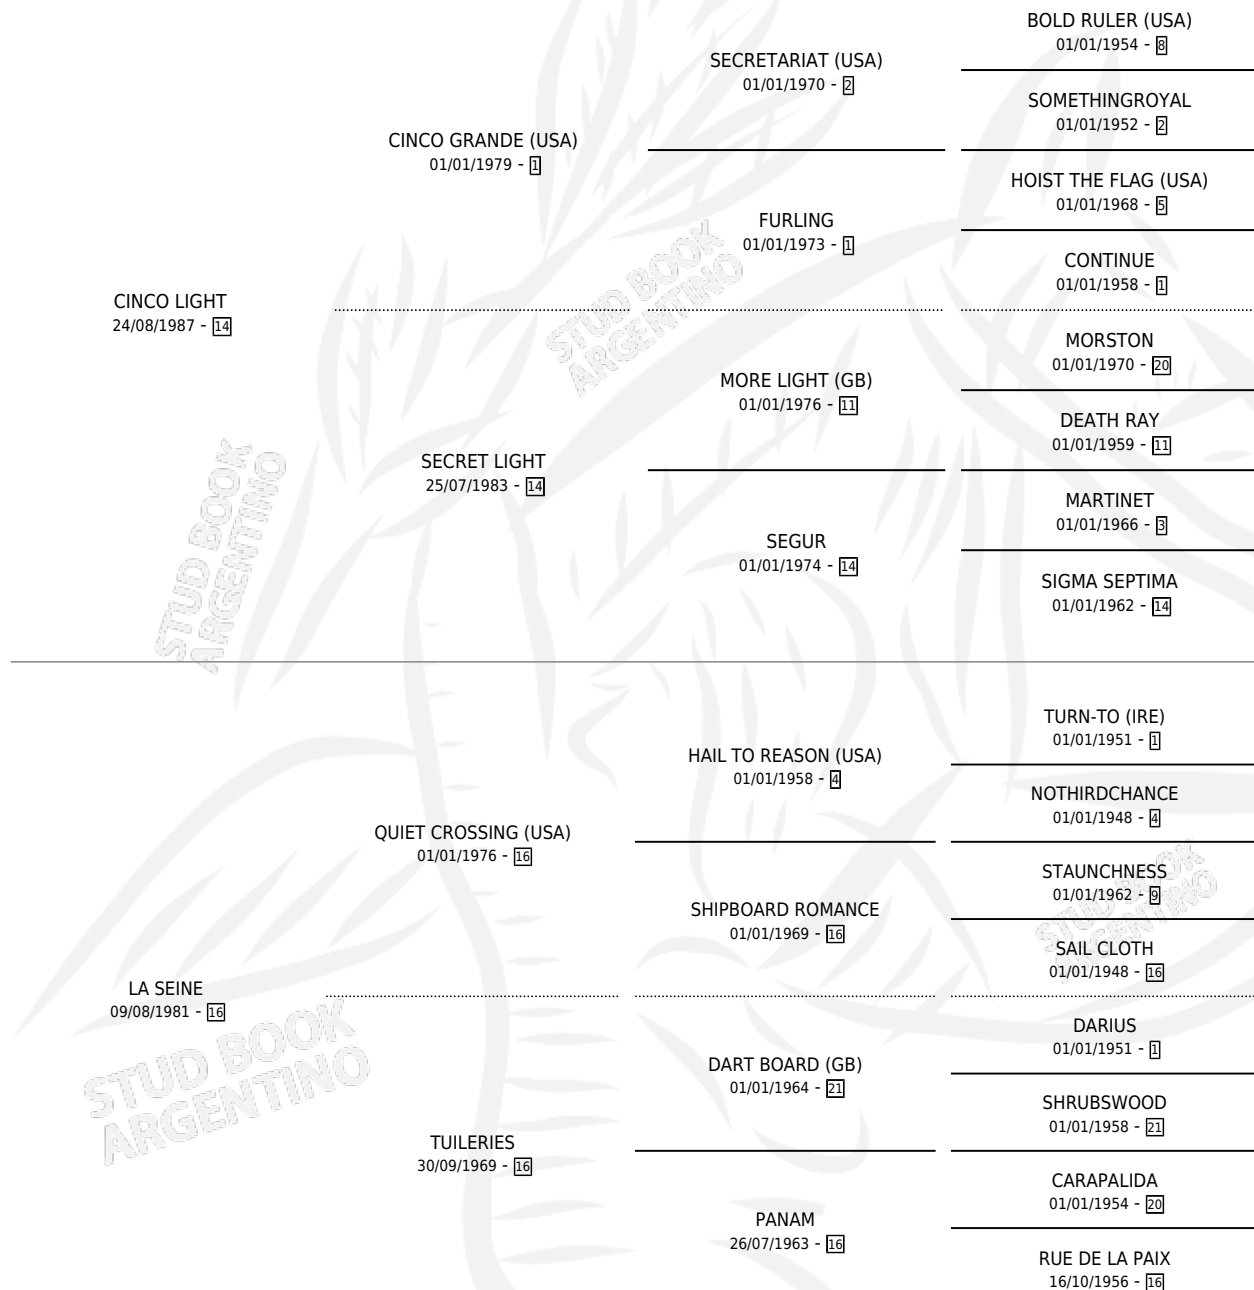 BOLD RULER (USA)
01/01/1954 - 8
SECRETARIAT (USA)
01/01/1970 - 2
SOMETHINGROYAL
01/01/1952 - 2
CINCO GRANDE (USA)
01/01/1979 - 1
HOIST THE FLAG (USA)
01/01/1968 - 5
FURLING
01/01/1973 - 1
CONTINUE
01/01/1958 - 1
CINCO LIGHT
24/08/1987 - 14
MORSTON
01/01/1970 - 20
MORE LIGHT (GB)
01/01/1976 - 11
DEATH RAY
01/01/1959 - 11
SECRET LIGHT
25/07/1983 - 14
MARTINET
01/01/1966 - 3
SEGUR
01/01/1974 - 14
SIGMA SEPTIMA
01/01/1962 - 14
TURN-TO (IRE)
01/01/1951 - 1
HAIL TO REASON (USA)
01/01/1958 - 4
NOTHIRDCHANCE
01/01/1948 - 4
QUIET CROSSING (USA)
01/01/1976 - 16
STAUNCHNESS
01/01/1962 - 9
SHIPBOARD ROMANCE
01/01/1969 - 16
SAIL CLOTH
01/01/1948 - 16
LA SEINE
09/08/1981 - 16
DARIUS
01/01/1951 - 1
DART BOARD (GB)
01/01/1964 - 21
SHRUBSWOOD
01/01/1958 - 21
TUILERIES
30/09/1969 - 16
CARAPALIDA
01/01/1954 - 20
PANAM
26/07/1963 - 16
RUE DE LA PAIX
16/10/1956 - 16
STUD BOOK
ARGENTINO
STUD BOOK
ARGENTINO
STUD BOOK
ARGENTINO
STUD BOOK
ARGENTINO